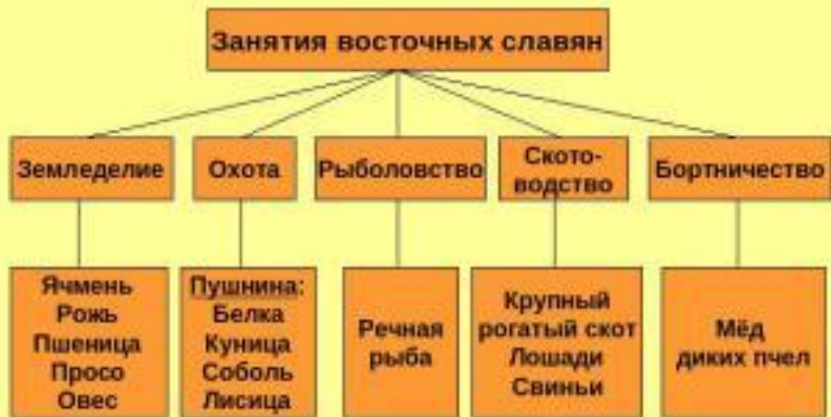 Занятия восточных славян
Земледелие
Охота
Рыболовство
Ското-
водство
Бортничество
Ячмень
Рожь
Пшеница
Просо
Овес
Пушнина:
Белка
Куница
Соболь
Лисица
Речная
рыба
Крупный
рогатый скот
Лошади
Свиньи
Мёд
диких пчел